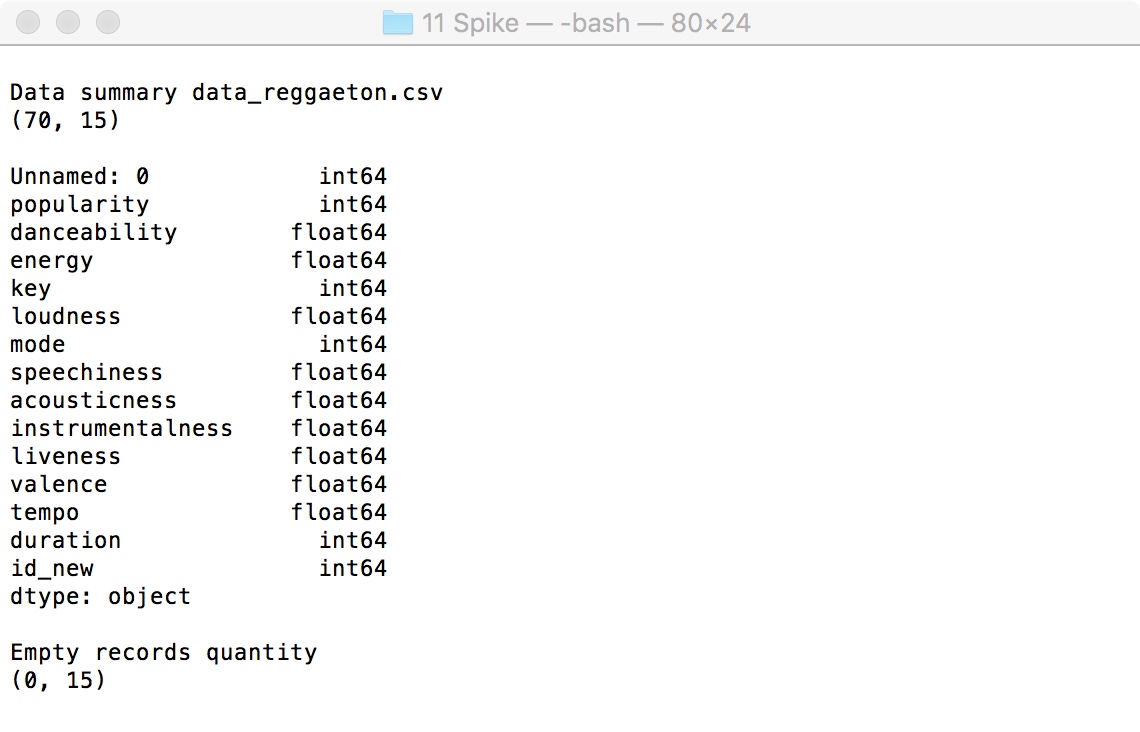 11 Spike — -bash — 80×24
Data summary data_reggaeton.csv
(70, 15)
Unnamed: 0 int64
popularity int64
danceability float64
energy float64
key int64
loudness float64
mode int64
speechiness float64
acousticness float64
instrumentalness float64
liveness float64
valence float64
tempo float64
duration int64
id_new int64
dtype: object
Empty records quantity
(0, 15)